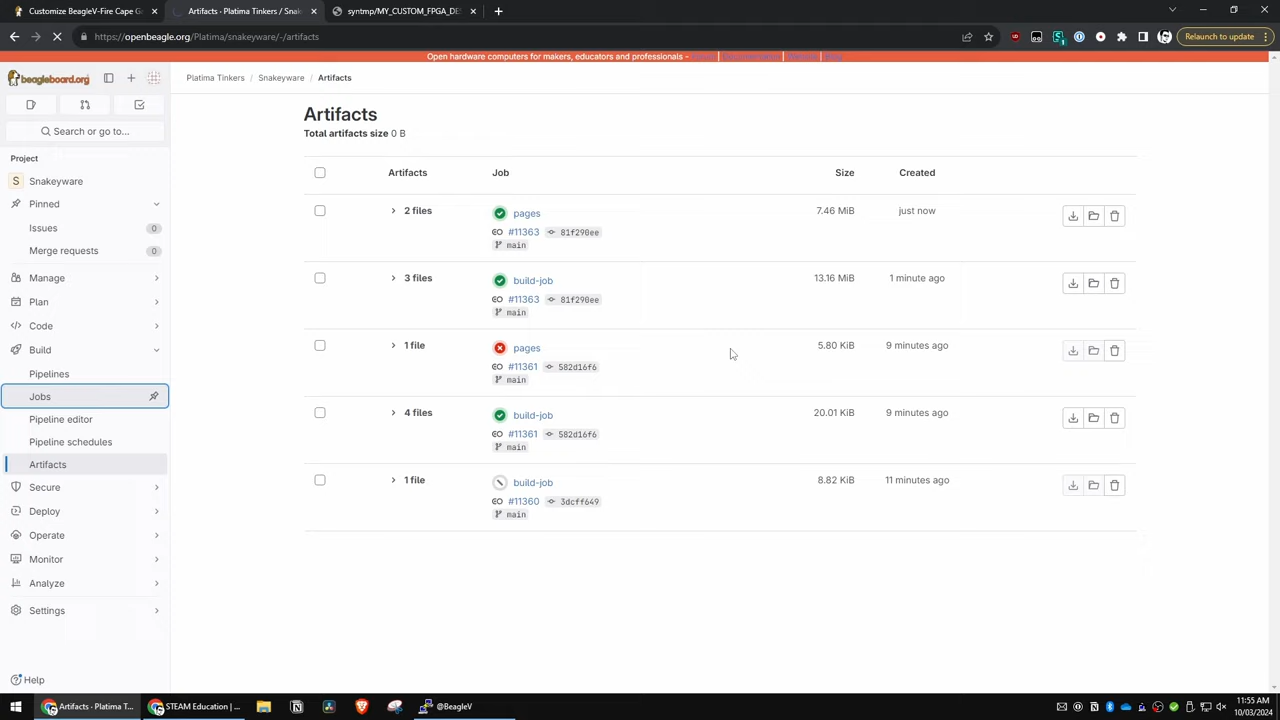 Customize BeagleV-Fire Cape G
Artifacts · Platima Tinkers / Snak
syntmp/MY_CUSTOM_FPGA_DE
https://openbeagle.org/Platima/snakeyware/-/artifacts
Relaunch to update
Open hardware computers for makers, educators and professionals -
beagleboard.org
Platima Tinkers / Snakeyware / Artifacts
Search or go to...
Project
S Snakeyware
Pinned
Issues 0
Merge requests 0
Manage
Plan
Code
Build
Pipelines
Jobs
Pipeline editor
Pipeline schedules
Artifacts
Secure
Deploy
Operate
Monitor
Analyze
Settings
Help
Artifacts
Total artifacts size 0 B
Artifacts Job Size Created
2 files pages 7.46 MiB just now
#11363 81f290ee
main
3 files build-job 13.16 MiB 1 minute ago
#11363 81f290ee
main
1 file pages 5.80 KiB 9 minutes ago
#11361 582d16f6
main
4 files build-job 20.01 KiB 9 minutes ago
#11361 582d16f6
main
1 file build-job 8.82 KiB 11 minutes ago
#11360 3dcff649
main
Artifacts · Platima T...
STEAM Education | ...
@BeagleV
11:55 AM
10/03/2024